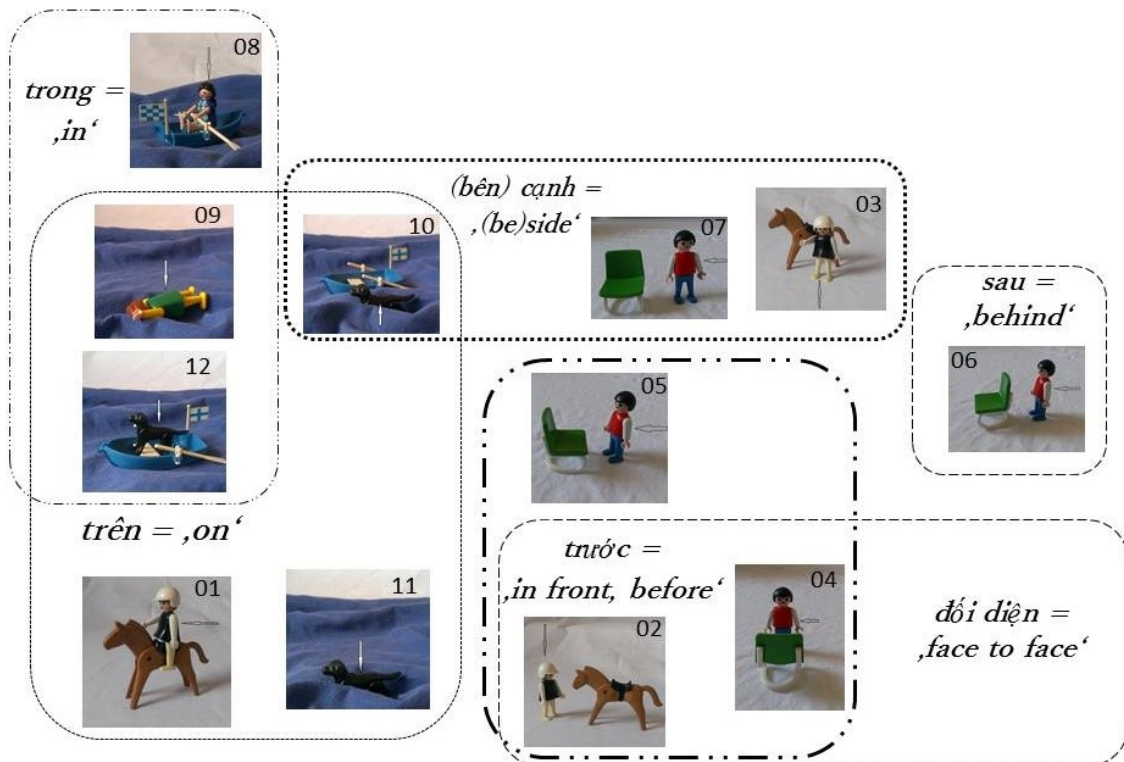 08
trong =
‚in‘
(bên) cạnh =
‚(be)side‘
09
10
07
03
sau =
‚behind‘
12
05
06
trên = ‚on‘
trước =
‚in front, before‘
04
01
11
02
đối diện =
‚face to face‘